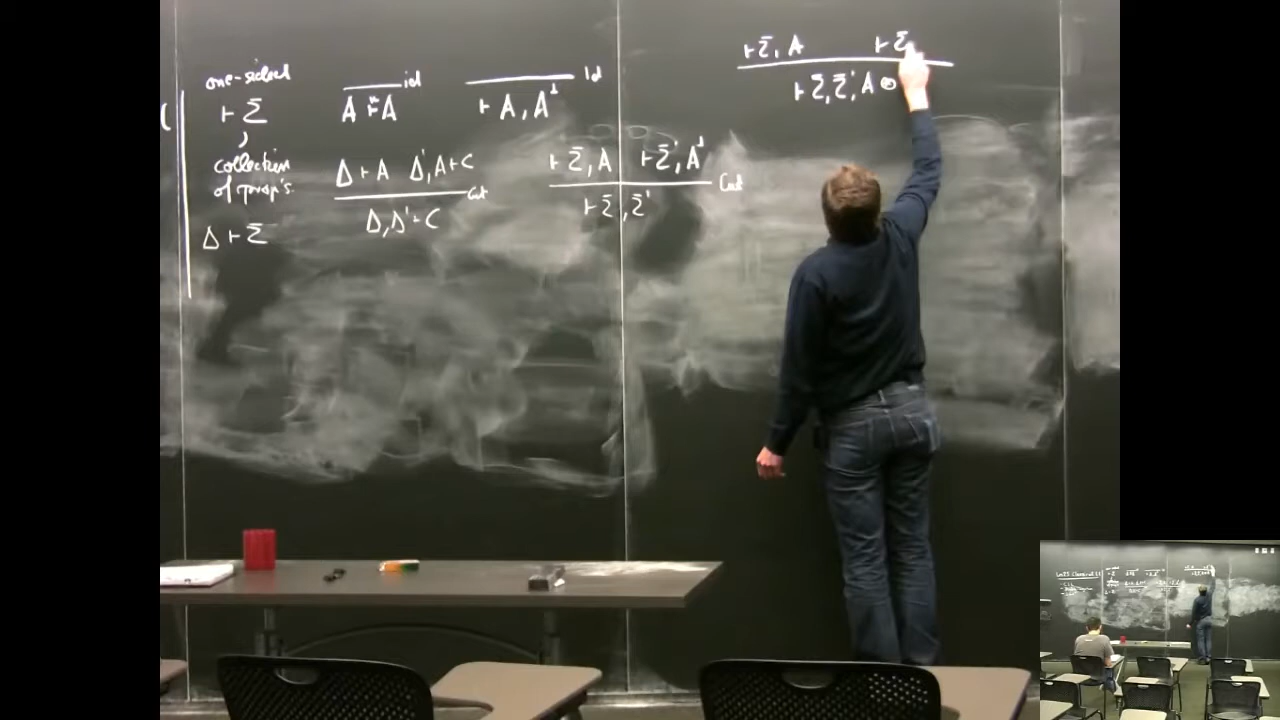 one-sided
⊢ Σ
collection
of prop's.
Δ ⊢ Σ
A ⊢ A id
⊢ A, A^⊥ id
Δ ⊢ A Δ', A ⊢ C
Δ, Δ' ⊢ C Cut
⊢ Σ, A ⊢ Σ', A^⊥
⊢ Σ, Σ' Cut
⊢ Σ, A ⊢ Σ
⊢ Σ, Σ', A ⊗